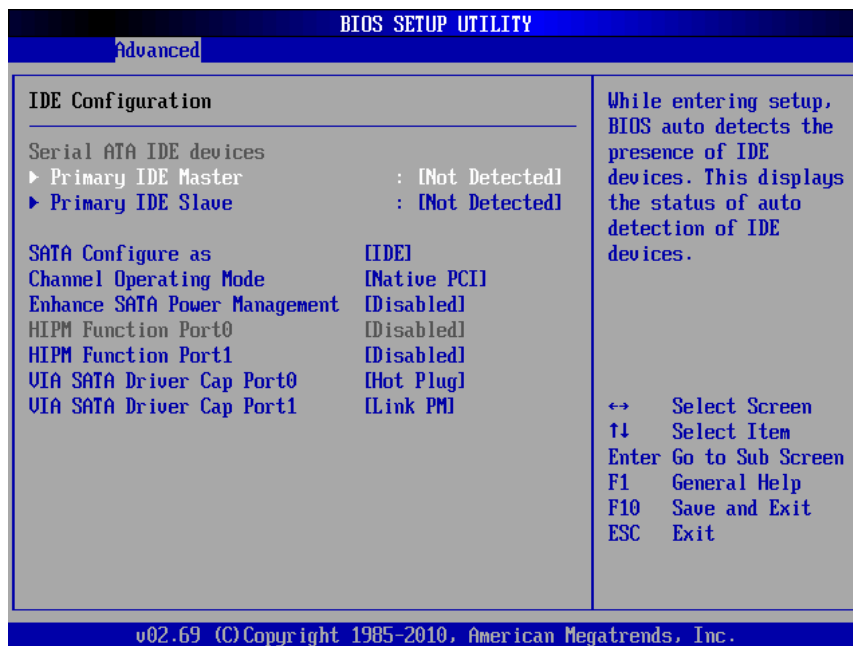 BIOS SETUP UTILITY
Advanced
IDE Configuration
Serial ATA IDE devices
▶ Primary IDE Master : [Not Detected]
▶ Primary IDE Slave : [Not Detected]
SATA Configure as [IDE]
Channel Operating Mode [Native PCI]
Enhance SATA Power Management [Disabled]
HIPM Function Port0 [Disabled]
HIPM Function Port1 [Disabled]
VIA SATA Driver Cap Port0 [Hot Plug]
VIA SATA Driver Cap Port1 [Link PM]
While entering setup,
BIOS auto detects the
presence of IDE
devices. This displays
the status of auto
detection of IDE
devices.
↔ Select Screen
↑↓ Select Item
Enter Go to Sub Screen
F1 General Help
F10 Save and Exit
ESC Exit
v02.69 (C)Copyright 1985-2010, American Megatrends, Inc.